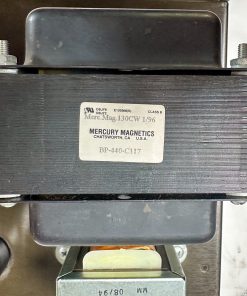 Merc.Mag.130CW 1/96
MERCURY MAGNETICS
CHATSWORTH, CA U.S.A.
BP-440-C117
MM
08/94